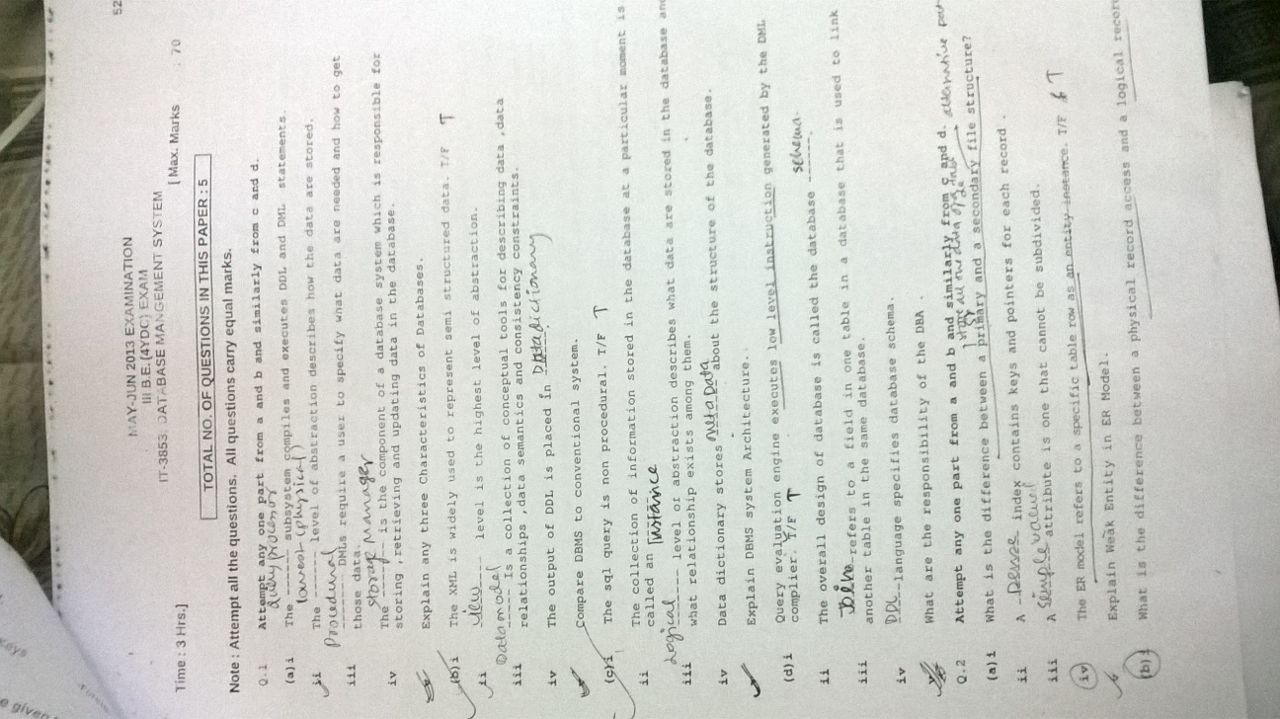 52
MAY-JUN 2013 EXAMINATION
III B.E. (4YDC) EXAM
IT-3853: DATABASE MANGEMENT SYSTEM
Time : 3 Hrs.] [ Max. Marks : 70
TOTAL NO. OF QUESTIONS IN THIS PAPER : 5
Note : Attempt all the questions. All questions carry equal marks.
Q.1 Attempt any one part from a and b and similarly from c and d.
Query processor
(a)i The ------ subsystem compiles and executes DDL and DML statements.
lowest (physical)
ii The ------ level of abstraction describes how the data are stored.
Procedural
iii ------ DMLs require a user to specify what data are needed and how to get
those data.
storage manager
iv The ------ is the component of a database system which is responsible for
storing ,retrieving and updating data in the database.
Explain any three Characteristics of Databases.
(b)i The XML is widely used to represent semi structured data. T/F T
ii View level is the highest level of abstraction.
Data model
iii ------ Is a collection of conceptual tools for describing data ,data
relationships ,data semantics and consistency constraints.
iv The output of DDL is placed in Data dictionary
Compare DBMS to conventional system.
(c)i The sql query is non procedural. T/F T
ii The collection of information stored in the database at a particular moment is
called an instance
Logical
iii ------ level or abstraction describes what data are stored in the database and
what relationship exists among them.
iv Data dictionary stores metaData about the structure of the database.
Explain DBMS system Architecture.
(d)i Query evaluation engine executes low level instruction generated by the DML
complier. T/F T
schema.
ii The overall design of database is called the database ------.
iii ------refers to a field in one table in a database that is used to link
another table in the same database.
iv DDL--language specifies database schema.
What are the responsibility of the DBA .
Q.2 Attempt any one part from a and b and similarly from c and d.
(a)i What is the difference between a primary and a secondary file structure?
ii A Dense index contains keys and pointers for each record .
iii A Simple valued attribute is one that cannot be subdivided.
iv The ER model refers to a specific table row as an entity instance. T/F T
Explain Weak Entity in ER Model.
(b)i What is the difference between a physical record access and a logical record
keys
e given